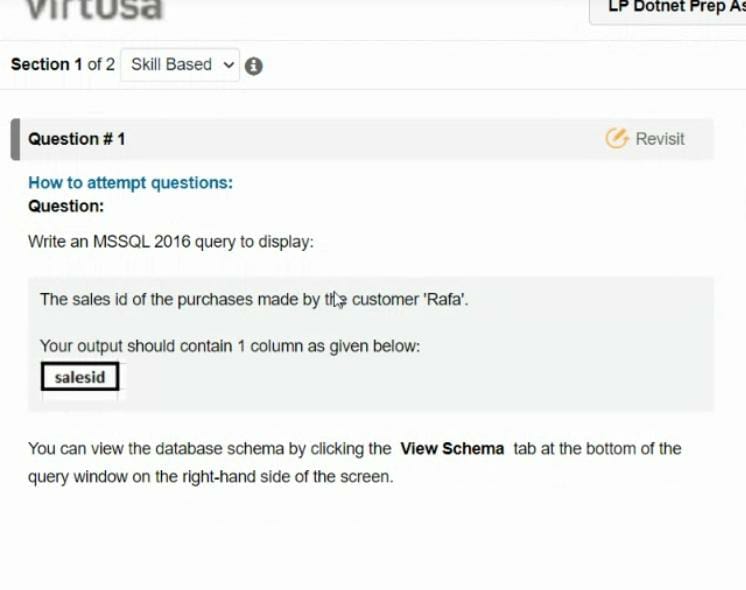 virtusa
LP Dotnet Prep As
Section 1 of 2 Skill Based
Question # 1 Revisit
How to attempt questions:
Question:
Write an MSSQL 2016 query to display:
The sales id of the purchases made by the customer 'Rafa'.
Your output should contain 1 column as given below:
salesid
You can view the database schema by clicking the View Schema tab at the bottom of the
query window on the right-hand side of the screen.